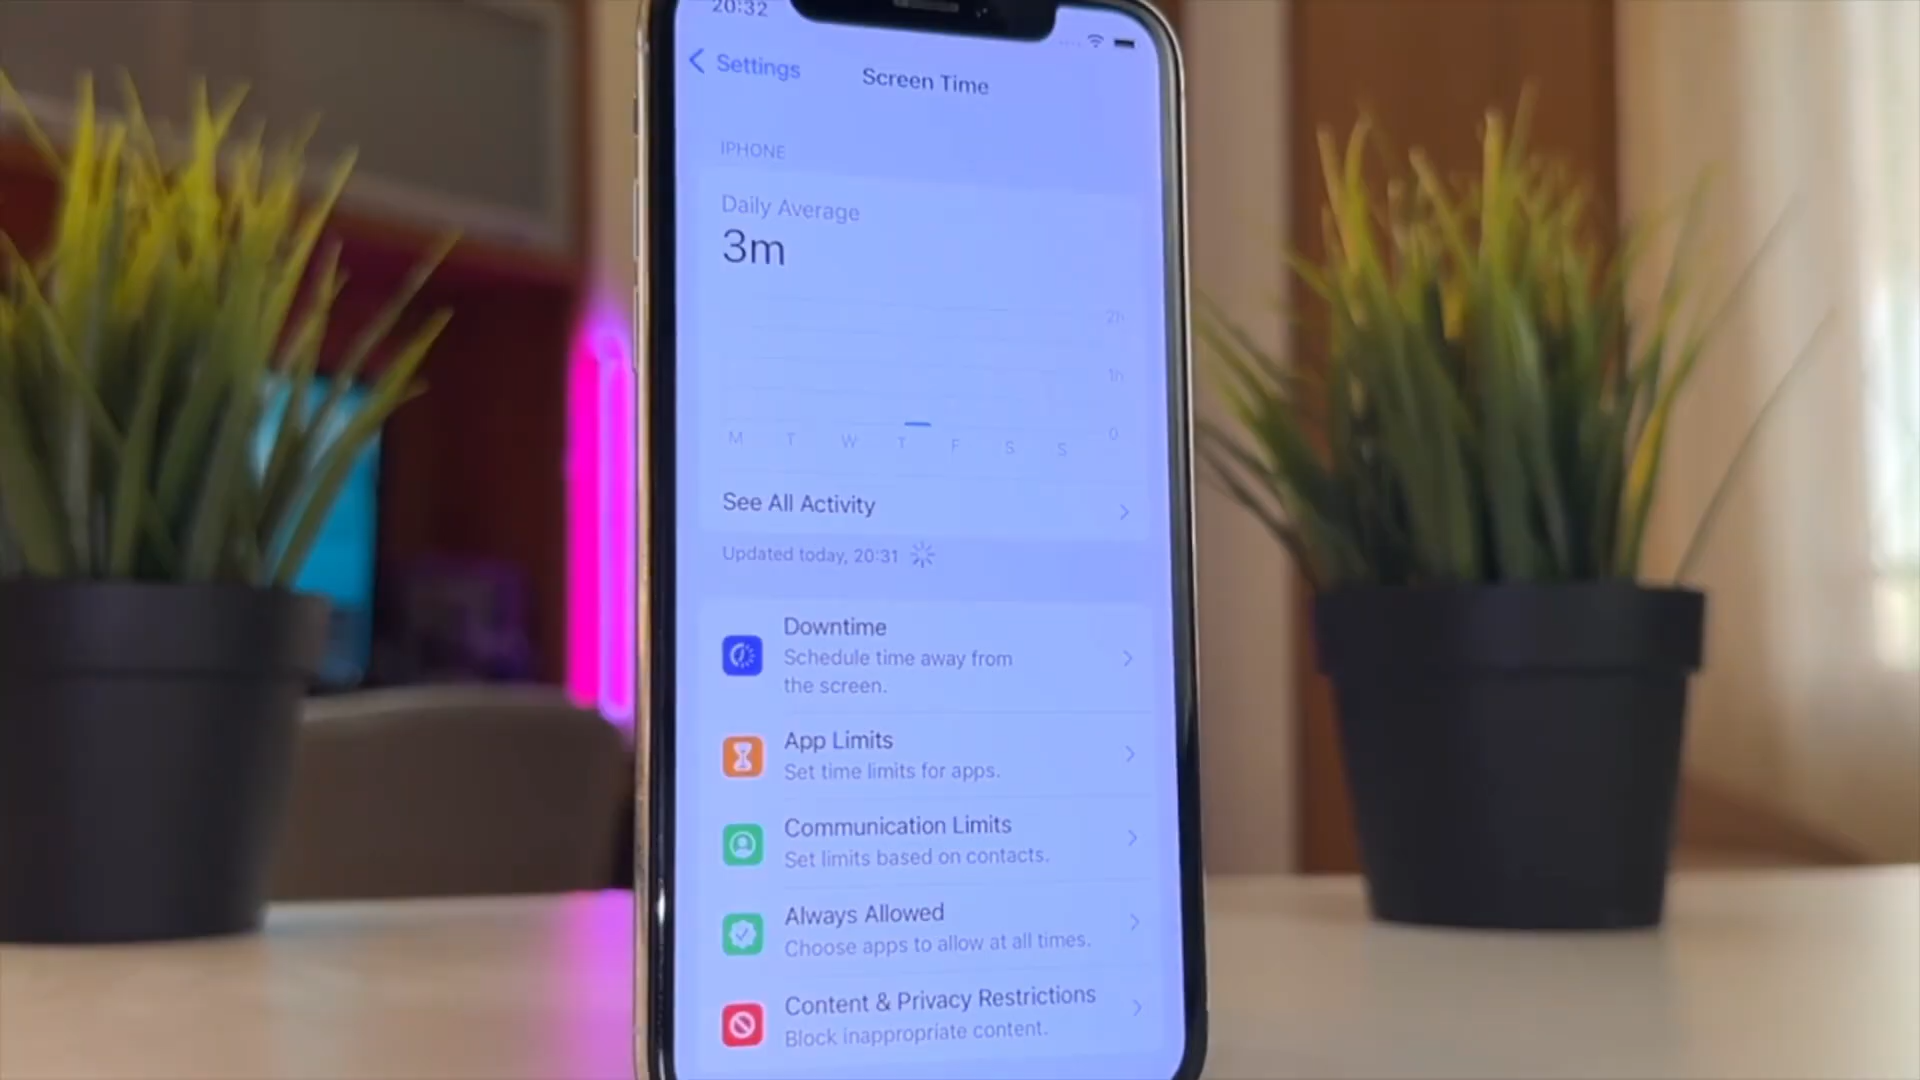 20:32
Settings
Screen Time
IPHONE
Daily Average
3m
2h
1h
0
M T W T F S S
See All Activity
Updated today, 20:31
Downtime
Schedule time away from
the screen.
App Limits
Set time limits for apps.
Communication Limits
Set limits based on contacts.
Always Allowed
Choose apps to allow at all times.
Content & Privacy Restrictions
Block inappropriate content.